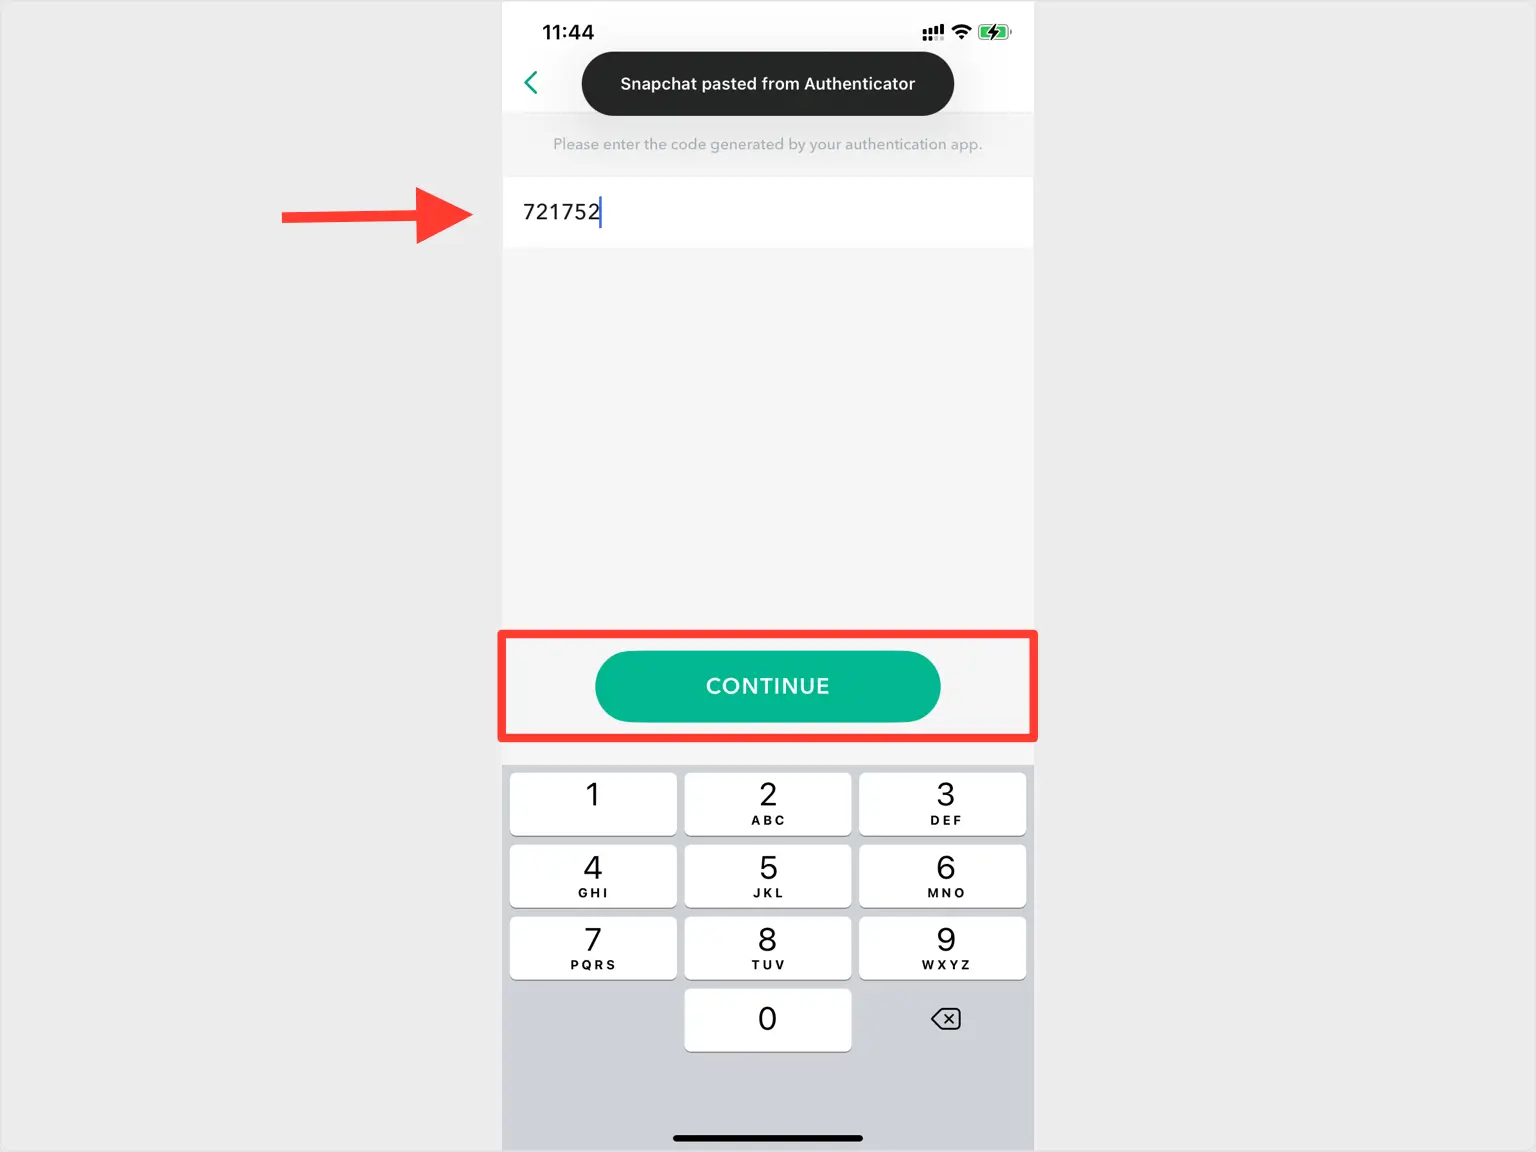 11:44
Snapchat pasted from Authenticator
Please enter the code generated by your authentication app.
721752
CONTINUE
1
2
ABC
3
DEF
4
GHI
5
JKL
6
MNO
7
PQRS
8
TUV
9
WXYZ
0